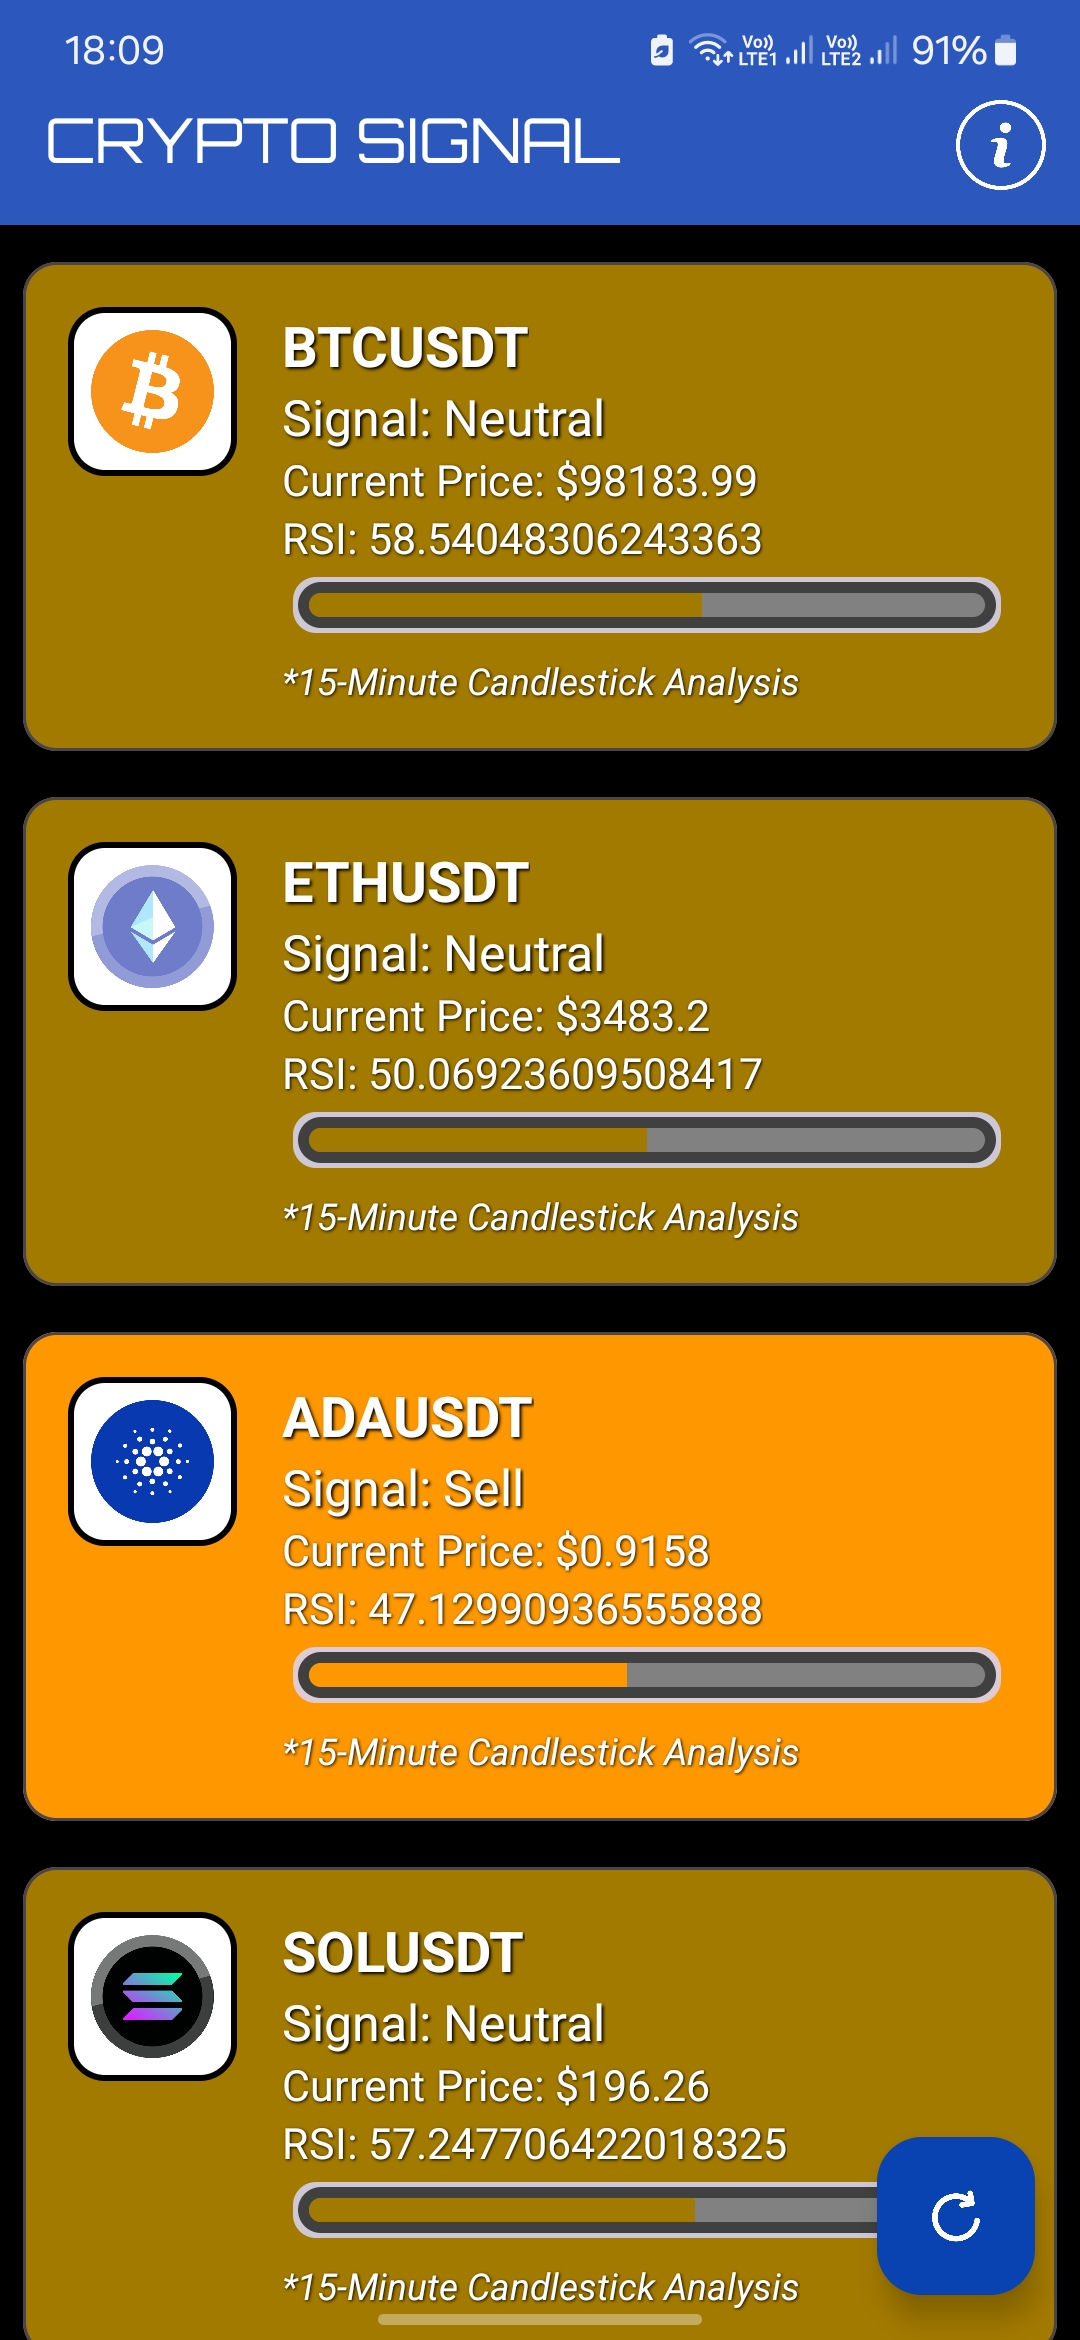 18:09
Vo)) LTE1 Vo)) LTE2 91%
CRYPTO SIGNAL
i
BTCUSDT
Signal: Neutral
Current Price: $98183.99
RSI: 58.54048306243363
*15-Minute Candlestick Analysis
ETHUSDT
Signal: Neutral
Current Price: $3483.2
RSI: 50.06923609508417
*15-Minute Candlestick Analysis
ADAUSDT
Signal: Sell
Current Price: $0.9158
RSI: 47.12990936555888
*15-Minute Candlestick Analysis
SOLUSDT
Signal: Neutral
Current Price: $196.26
RSI: 57.247706422018325
*15-Minute Candlestick Analysis